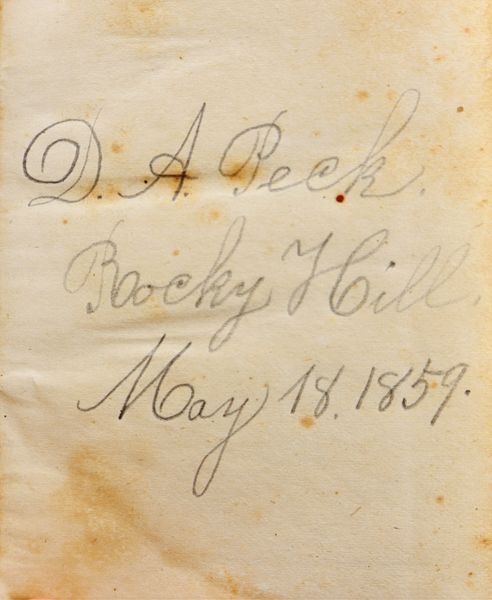 D. A. Peck.
Rocky Hill.
May 18. 1859.